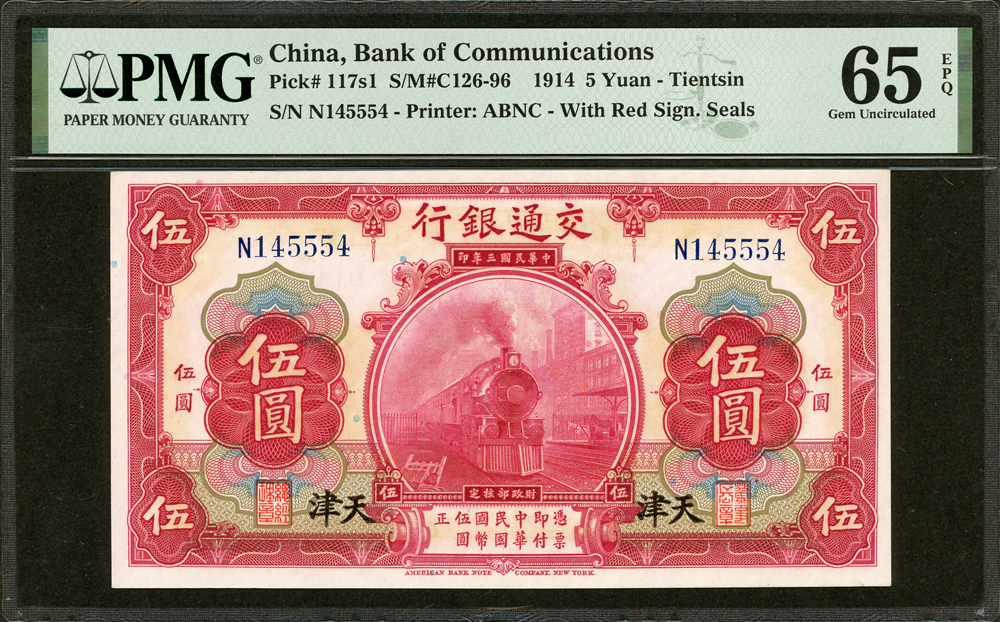 PMG®
PAPER MONEY GUARANTY
China, Bank of Communications
Pick# 117s1 S/M#C126-96 1914 5 Yuan - Tientsin
S/N N145554 - Printer: ABNC - With Red Sign. Seals
65
EPQ
Gem Uncirculated
伍
行銀通交
伍
N145554
N145554
印年三國民華中
伍圓
伍圓
伍圓
伍圓
伍
定核部政財
伍
津天
津天
伍
正伍國民中即憑
圓幣國華付票
伍
AMERICAN BANK NOTE COMPANY, NEW YORK.